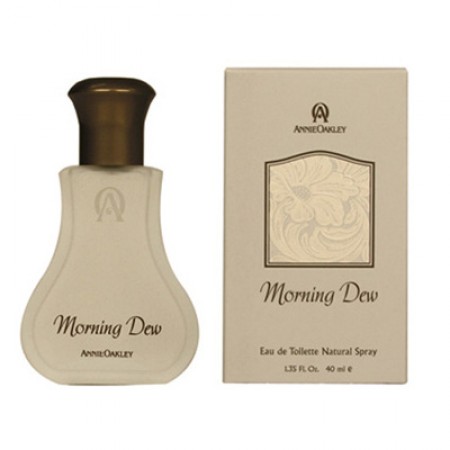 Morning Dew
ANNIEOAKLEY
ANNIEOAKLEY
Morning Dew
Eau de Toilette Natural Spray
1.35 FL. Oz. 40 ml e